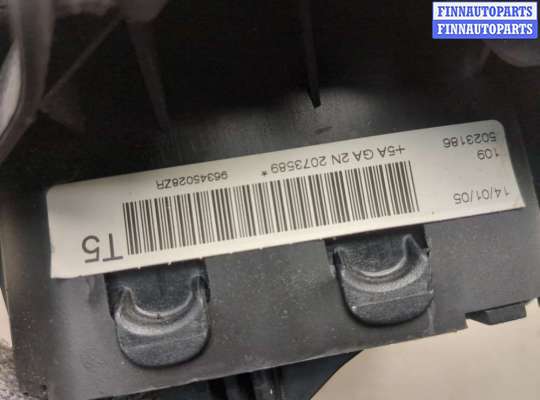 FINNAUTOPARTS
FINNAUTOPARTS
T5
14/01/05
109
5023186
+5A GA 2N 2073589 *
96345028ZR